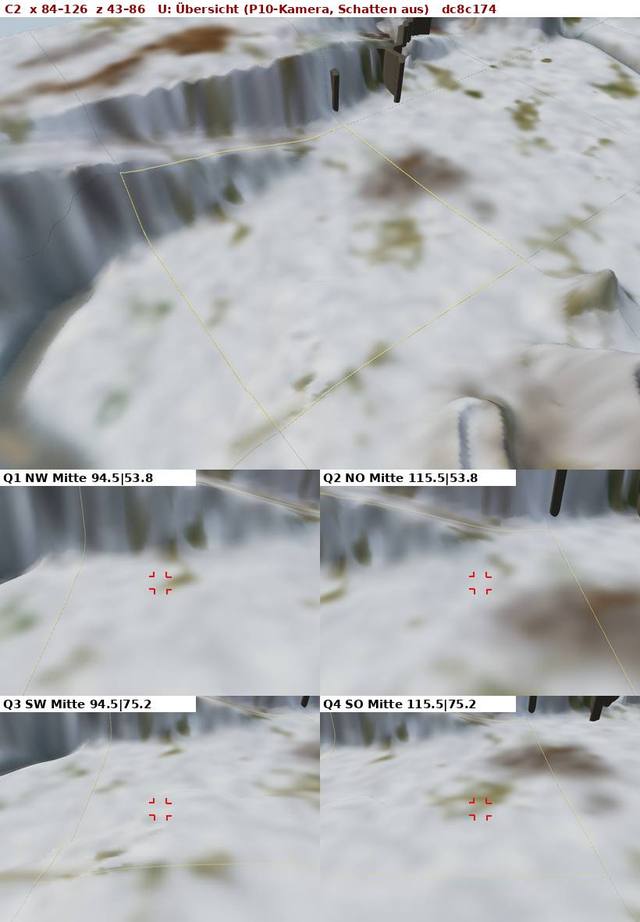 C2 x 84–126 z 43–86 U: Übersicht (P10-Kamera, Schatten aus) dc8c174
Q1 NW Mitte 94.5|53.8
Q2 NO Mitte 115.5|53.8
Q3 SW Mitte 94.5|75.2
Q4 SO Mitte 115.5|75.2